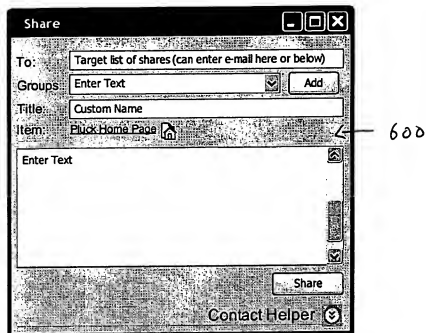 Share
To: Target list of shares (can enter e-mail here or below)
Groups: Enter Text Add
Title: Custom Name
Item: Pluck Home Page
600
Enter Text
Share
Contact Helper